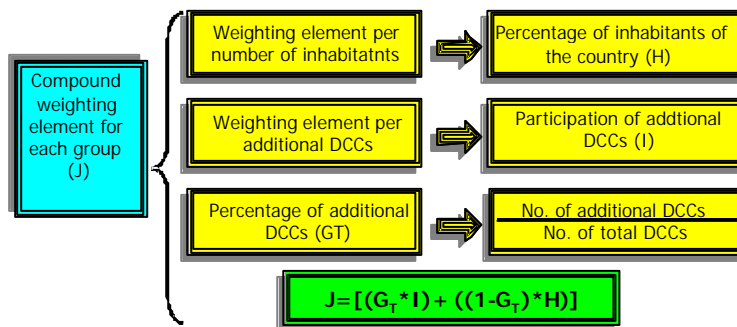 Compound
weighting
element for
each group
(J)
Weighting element per
number of inhabitatnts
Percentage of inhabitants of
the country (H)
Weighting element per
additional DCCs
Participation of addtional
DCCs (I)
Percentage of additional
DCCs (GT)
No. of additional DCCs
No. of total DCCs
J=[(G_T*I)+ ((1-G_T)*H)]